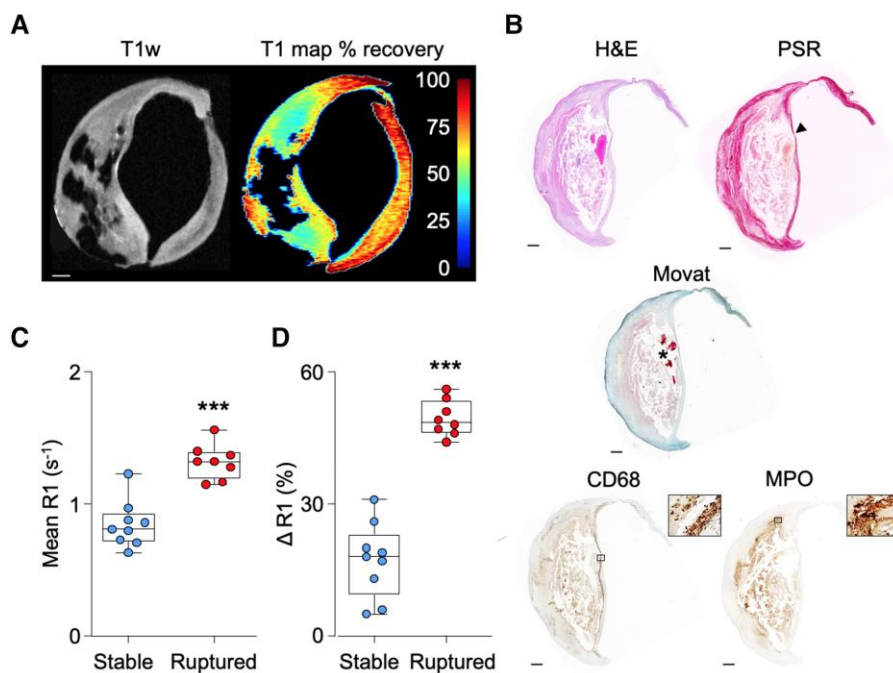 A
T1w
T1 map % recovery
100
75
50
25
0
B
H&E
PSR
Movat
*
CD68
MPO
C
Mean R1 (s⁻¹)
2
1
0
***
Stable
Ruptured
D
Δ R1 (%)
60
30
0
***
Stable
Ruptured